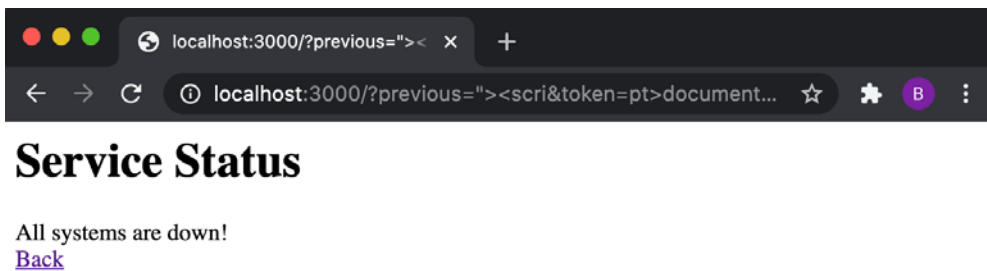 localhost:3000/?previous="><
localhost:3000/?previous="><scri&token=pt>document...
B
Service Status
All systems are down!
Back